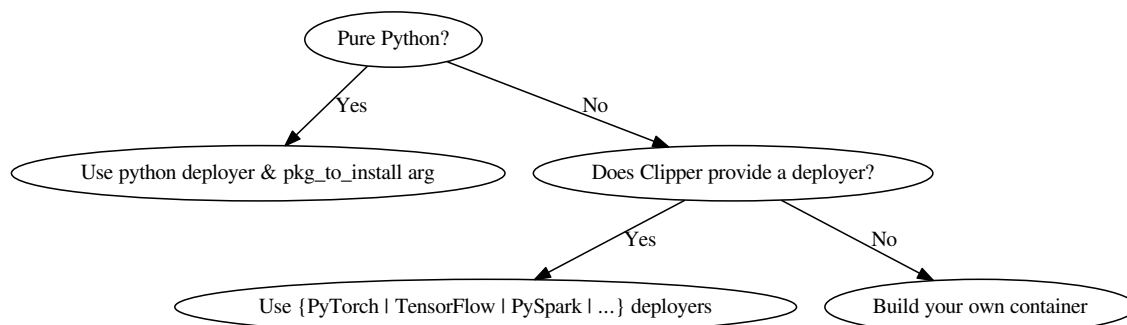 Pure Python?
Yes
No
Use python deployer & pkg_to_install arg
Does Clipper provide a deployer?
Yes
No
Use {PyTorch | TensorFlow | PySpark | ...} deployers
Build your own container